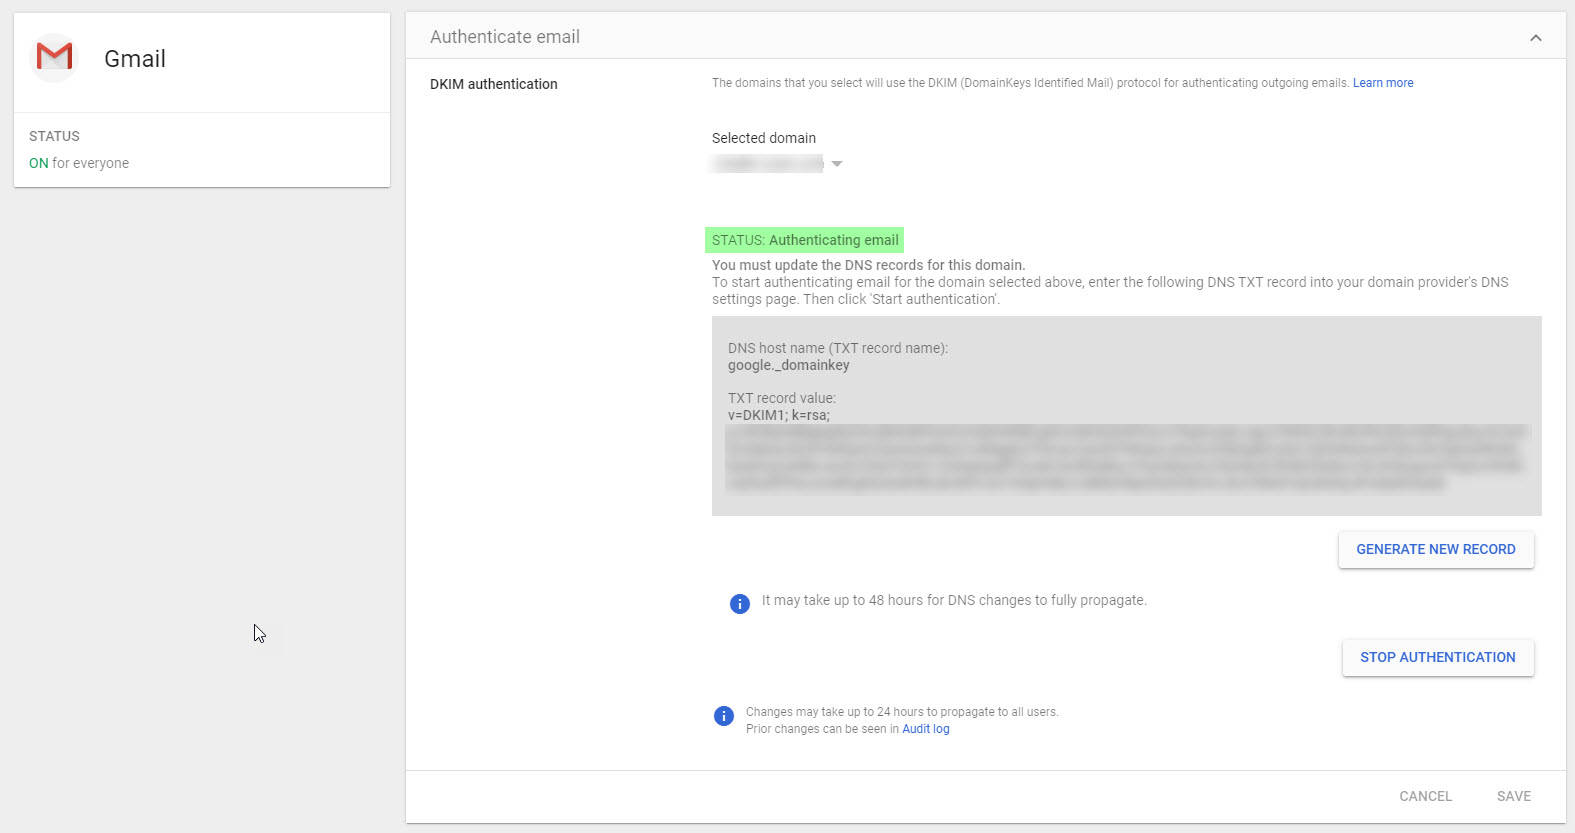 Gmail
STATUS
ON for everyone
Authenticate email
DKIM authentication
The domains that you select will use the DKIM (DomainKeys Identified Mail) protocol for authenticating outgoing emails. Learn more
Selected domain
STATUS: Authenticating email
You must update the DNS records for this domain.
To start authenticating email for the domain selected above, enter the following DNS TXT record into your domain provider's DNS
settings page. Then click 'Start authentication'.
DNS host name (TXT record name):
google._domainkey
TXT record value:
v=DKIM1; k=rsa;
GENERATE NEW RECORD
It may take up to 48 hours for DNS changes to fully propagate.
STOP AUTHENTICATION
Changes may take up to 24 hours to propagate to all users.
Prior changes can be seen in Audit log
CANCEL
SAVE